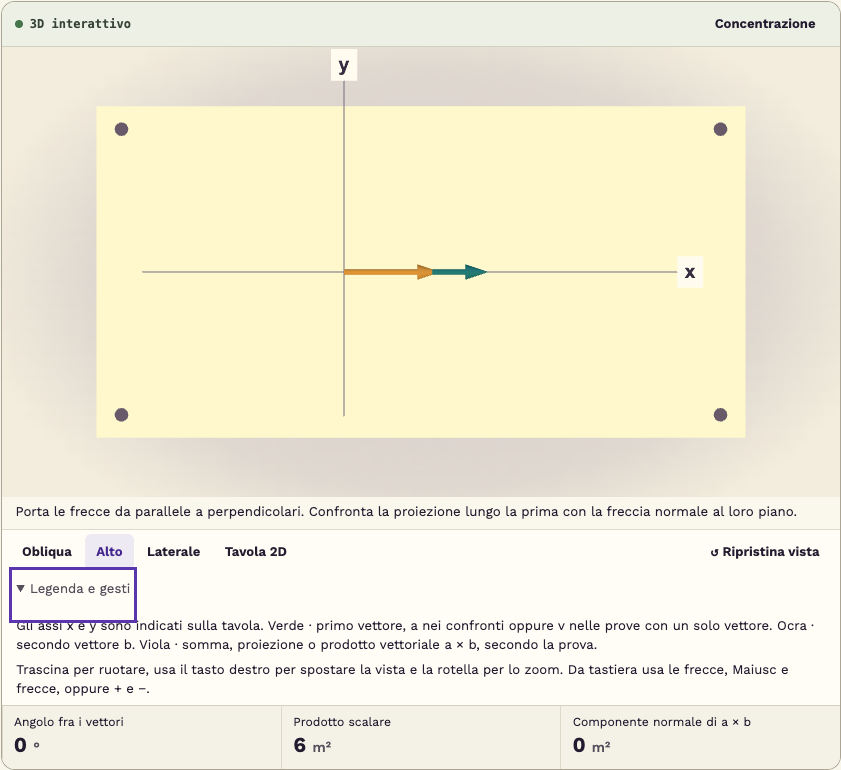 3D interattivo
Concentrazione
y
x
Porta le frecce da parallele a perpendicolari. Confronta la proiezione lungo la prima con la freccia normale al loro piano.
Obliqua Alto Laterale Tavola 2D ↺ Ripristina vista
▼ Legenda e gesti
Gli assi x e y sono indicati sulla tavola. Verde · primo vettore, a nei confronti oppure v nelle prove con un solo vettore. Ocra ·
secondo vettore b. Viola · somma, proiezione o prodotto vettoriale a × b, secondo la prova.
Trascina per ruotare, usa il tasto destro per spostare la vista e la rotella per lo zoom. Da tastiera usa le frecce, Maiusc e
frecce, oppure + e −.
Angolo fra i vettori
0 °
Prodotto scalare
6 m²
Componente normale di a × b
0 m²